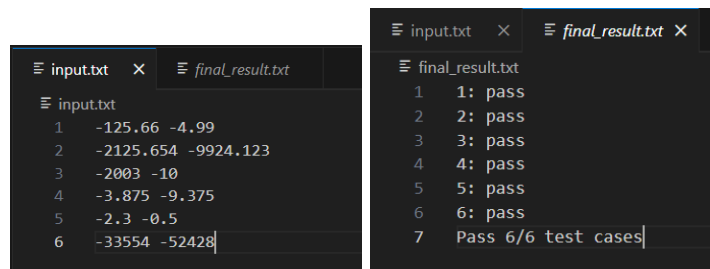 input.txt
final_result.txt
input.txt
1 -125.66 -4.99
2 -2125.654 -9924.123
3 -2003 -10
4 -3.875 -9.375
5 -2.3 -0.5
6 -33554 -52428
input.txt
final_result.txt
final_result.txt
1 1: pass
2 2: pass
3 3: pass
4 4: pass
5 5: pass
6 6: pass
7 Pass 6/6 test cases